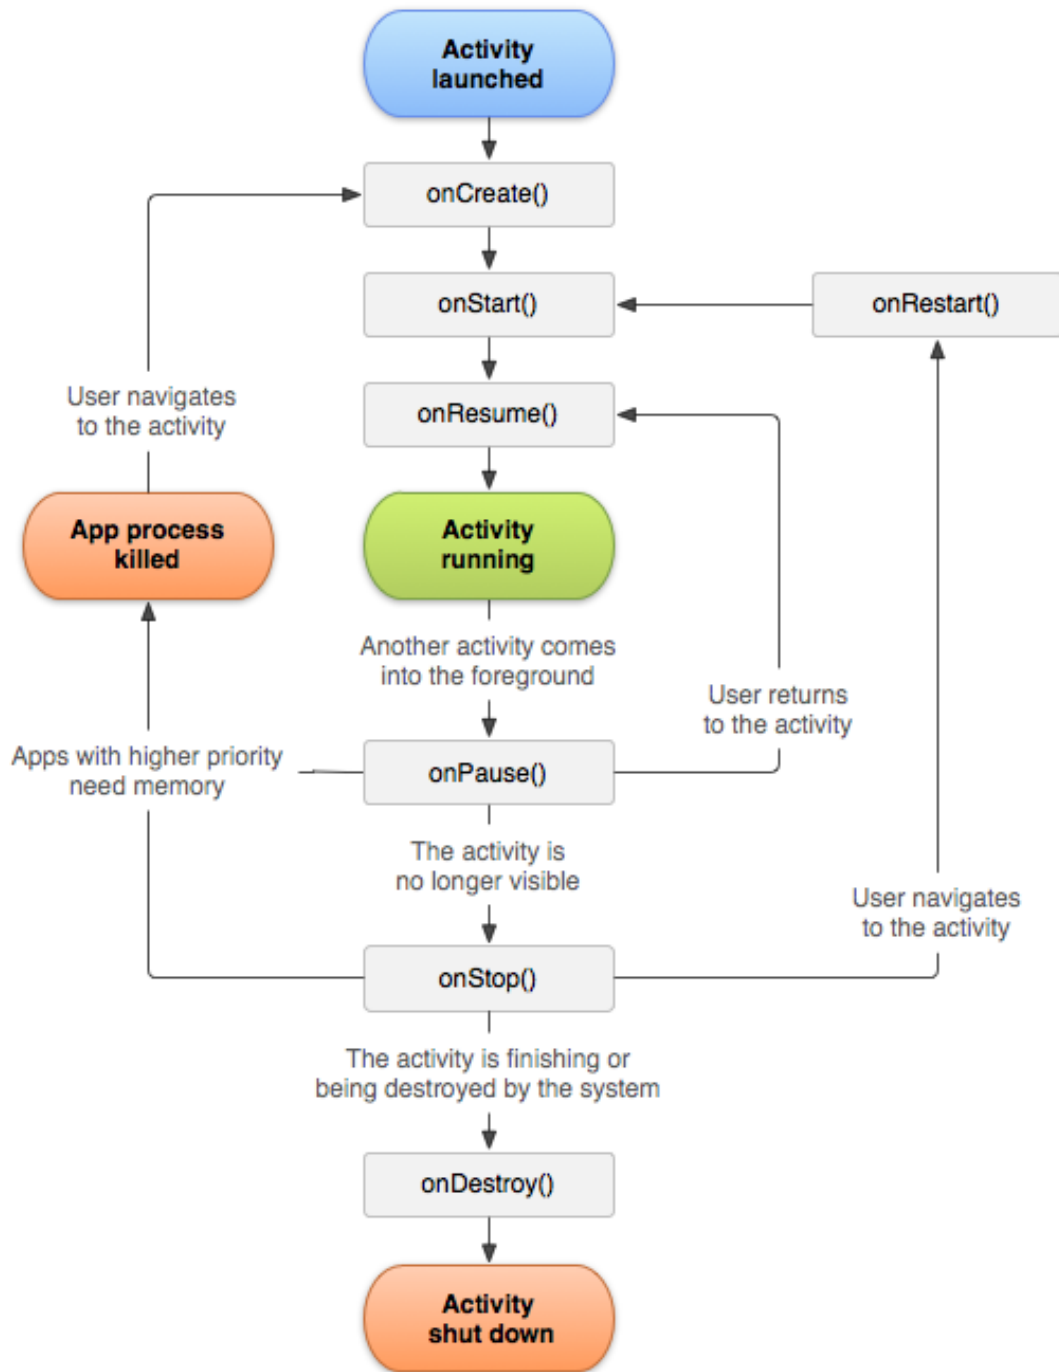 Activity
launched
onCreate()
onStart()
onRestart()
User navigates
to the activity
onResume()
App process
killed
Activity
running
Another activity comes
into the foreground
User returns
to the activity
Apps with higher priority
need memory
onPause()
The activity is
no longer visible
User navigates
to the activity
onStop()
The activity is finishing or
being destroyed by the system
onDestroy()
Activity
shut down